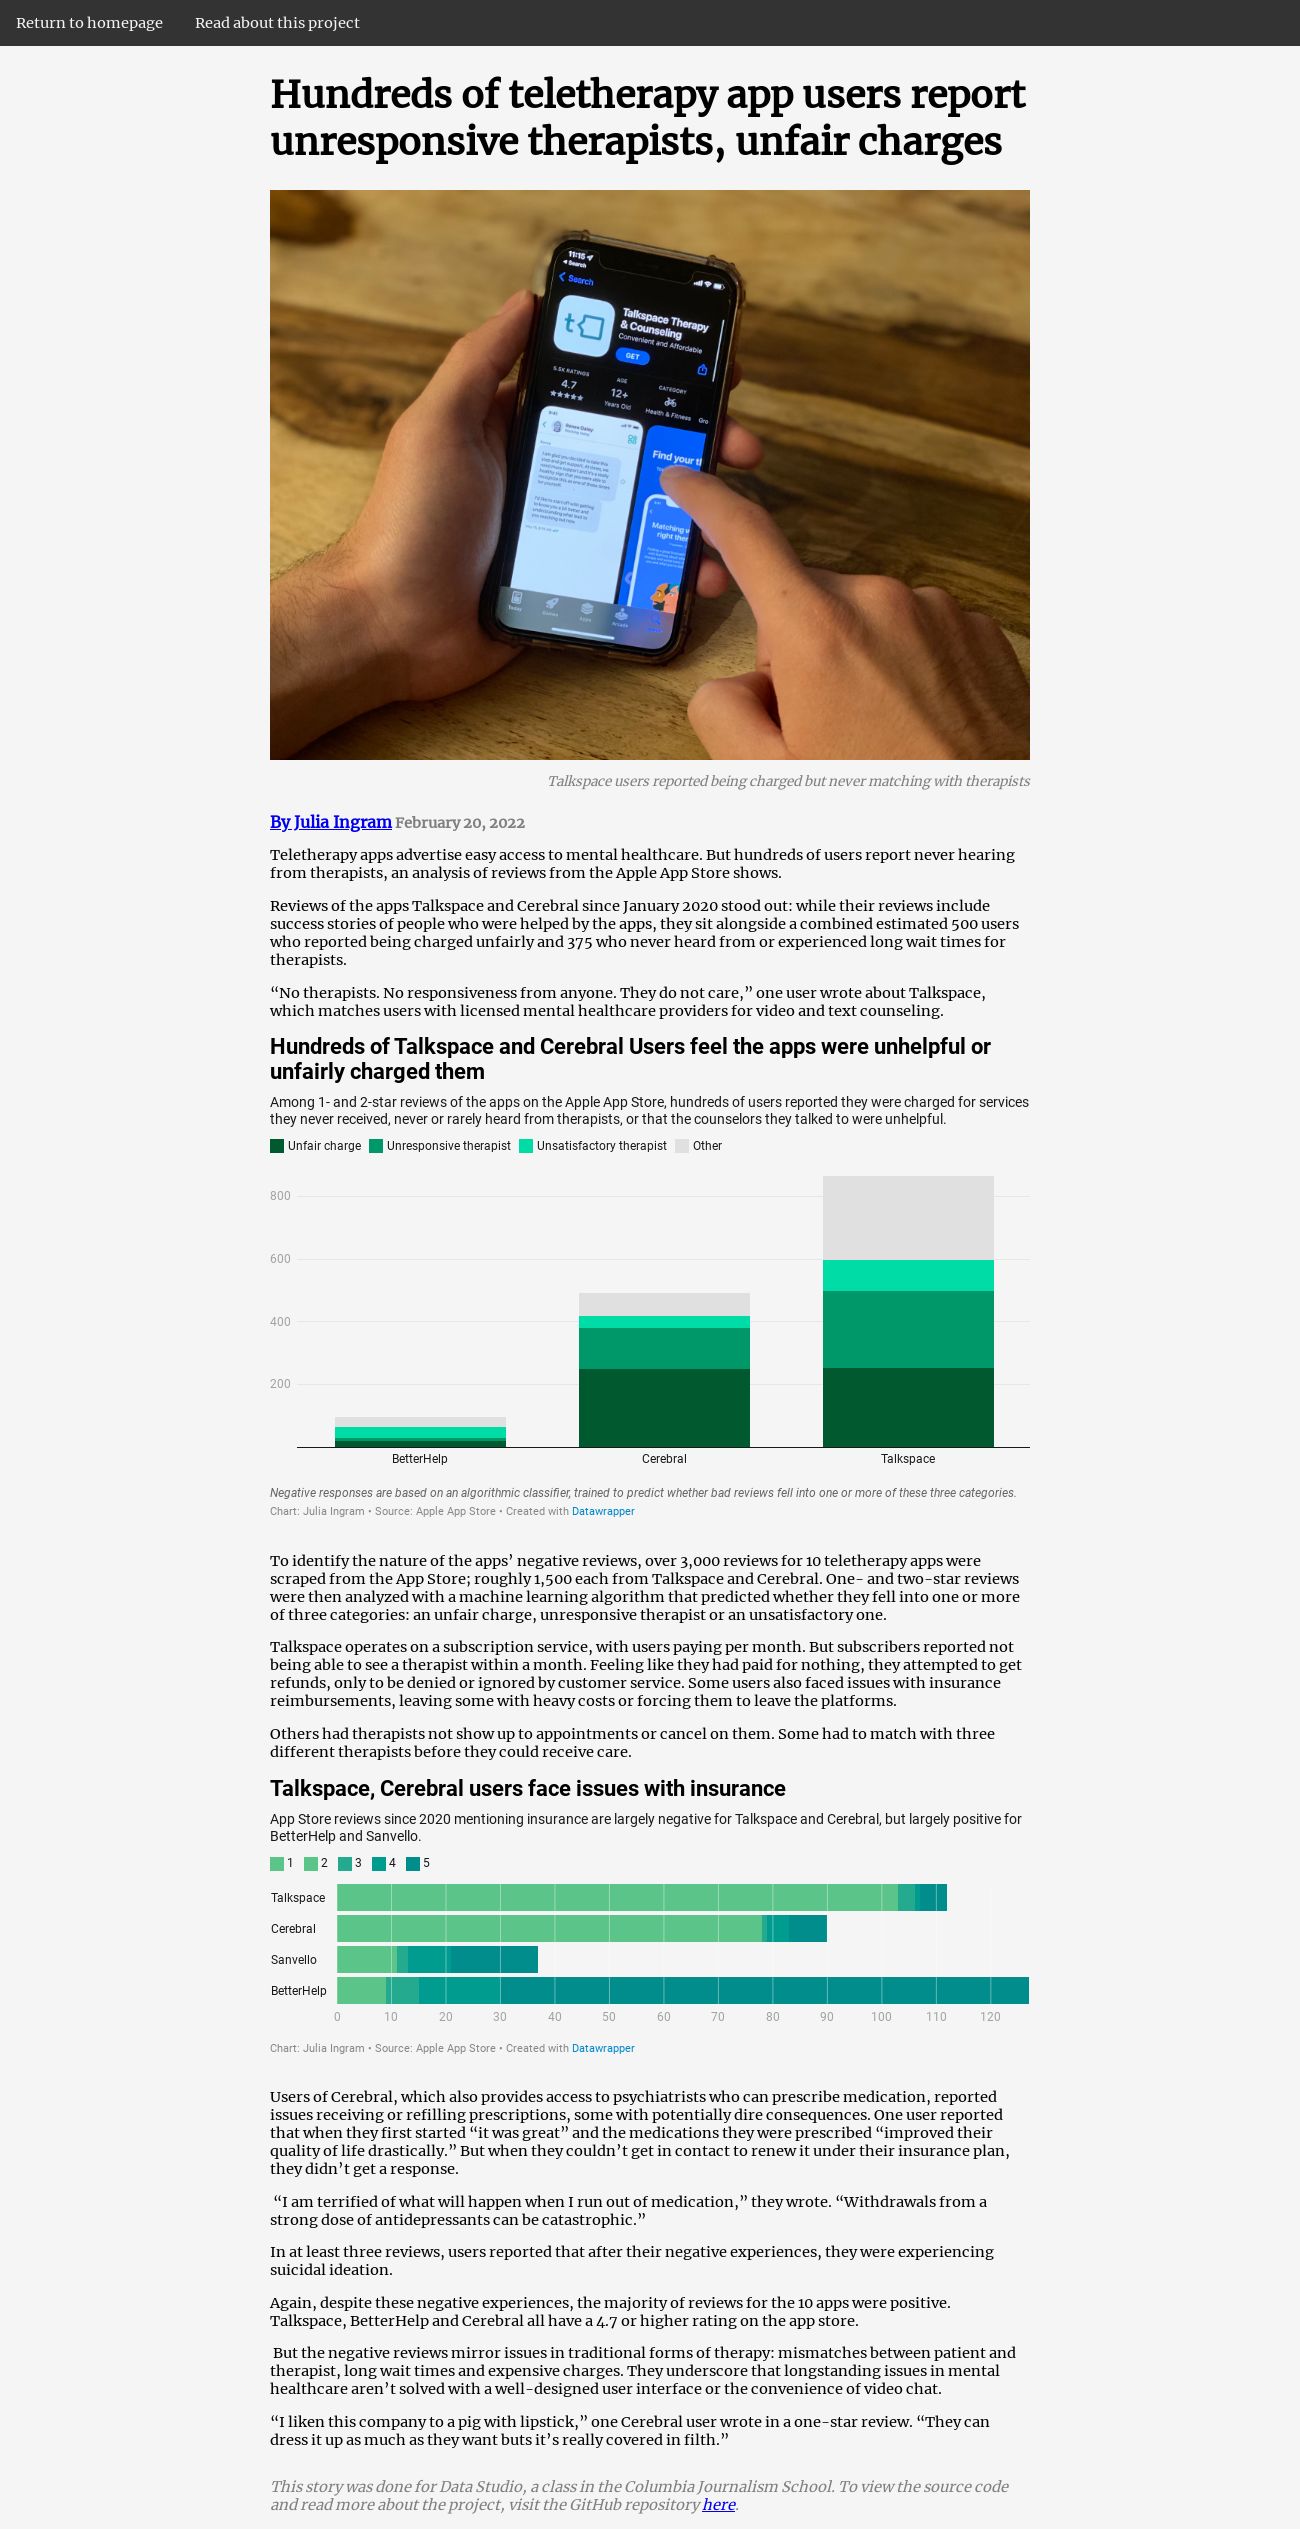 Return to homepage
Read about this project
Hundreds of teletherapy app users report
unresponsive therapists, unfair charges
11:15
Search
Search
Talkspace Therapy
& Counseling
Convenient and Affordable
GET
5.5K RATINGS
4.7
★★★★★
AGE
12+
Years Old
CATEGORY
Health & Fitness
Gro
9:41
Renee Daley
Find your th
Matching u
right ther
Today
Games
Apps
Arcade
Talkspace users reported being charged but never matching with therapists
By Julia Ingram February 20, 2022
Teletherapy apps advertise easy access to mental healthcare. But hundreds of users report never hearing
from therapists, an analysis of reviews from the Apple App Store shows.
Reviews of the apps Talkspace and Cerebral since January 2020 stood out: while their reviews include
success stories of people who were helped by the apps, they sit alongside a combined estimated 500 users
who reported being charged unfairly and 375 who never heard from or experienced long wait times for
therapists.
“No therapists. No responsiveness from anyone. They do not care,” one user wrote about Talkspace,
which matches users with licensed mental healthcare providers for video and text counseling.
Hundreds of Talkspace and Cerebral Users feel the apps were unhelpful or
unfairly charged them
Among 1- and 2-star reviews of the apps on the Apple App Store, hundreds of users reported they were charged for services
they never received, never or rarely heard from therapists, or that the counselors they talked to were unhelpful.
Unfair charge Unresponsive therapist Unsatisfactory therapist Other
800
600
400
200
BetterHelp Cerebral Talkspace
Negative responses are based on an algorithmic classifier, trained to predict whether bad reviews fell into one or more of these three categories.
Chart: Julia Ingram • Source: Apple App Store • Created with Datawrapper
To identify the nature of the apps’ negative reviews, over 3,000 reviews for 10 teletherapy apps were
scraped from the App Store; roughly 1,500 each from Talkspace and Cerebral. One- and two-star reviews
were then analyzed with a machine learning algorithm that predicted whether they fell into one or more
of three categories: an unfair charge, unresponsive therapist or an unsatisfactory one.
Talkspace operates on a subscription service, with users paying per month. But subscribers reported not
being able to see a therapist within a month. Feeling like they had paid for nothing, they attempted to get
refunds, only to be denied or ignored by customer service. Some users also faced issues with insurance
reimbursements, leaving some with heavy costs or forcing them to leave the platforms.
Others had therapists not show up to appointments or cancel on them. Some had to match with three
different therapists before they could receive care.
Talkspace, Cerebral users face issues with insurance
App Store reviews since 2020 mentioning insurance are largely negative for Talkspace and Cerebral, but largely positive for
BetterHelp and Sanvello.
1 2 3 4 5
Talkspace
Cerebral
Sanvello
BetterHelp
0 10 20 30 40 50 60 70 80 90 100 110 120
Chart: Julia Ingram • Source: Apple App Store • Created with Datawrapper
Users of Cerebral, which also provides access to psychiatrists who can prescribe medication, reported
issues receiving or refilling prescriptions, some with potentially dire consequences. One user reported
that when they first started “it was great” and the medications they were prescribed “improved their
quality of life drastically.” But when they couldn’t get in contact to renew it under their insurance plan,
they didn’t get a response.
“I am terrified of what will happen when I run out of medication,” they wrote. “Withdrawals from a
strong dose of antidepressants can be catastrophic.”
In at least three reviews, users reported that after their negative experiences, they were experiencing
suicidal ideation.
Again, despite these negative experiences, the majority of reviews for the 10 apps were positive.
Talkspace, BetterHelp and Cerebral all have a 4.7 or higher rating on the app store.
But the negative reviews mirror issues in traditional forms of therapy: mismatches between patient and
therapist, long wait times and expensive charges. They underscore that longstanding issues in mental
healthcare aren’t solved with a well-designed user interface or the convenience of video chat.
“I liken this company to a pig with lipstick,” one Cerebral user wrote in a one-star review. “They can
dress it up as much as they want buts it’s really covered in filth.”
This story was done for Data Studio, a class in the Columbia Journalism School. To view the source code
and read more about the project, visit the GitHub repository here.